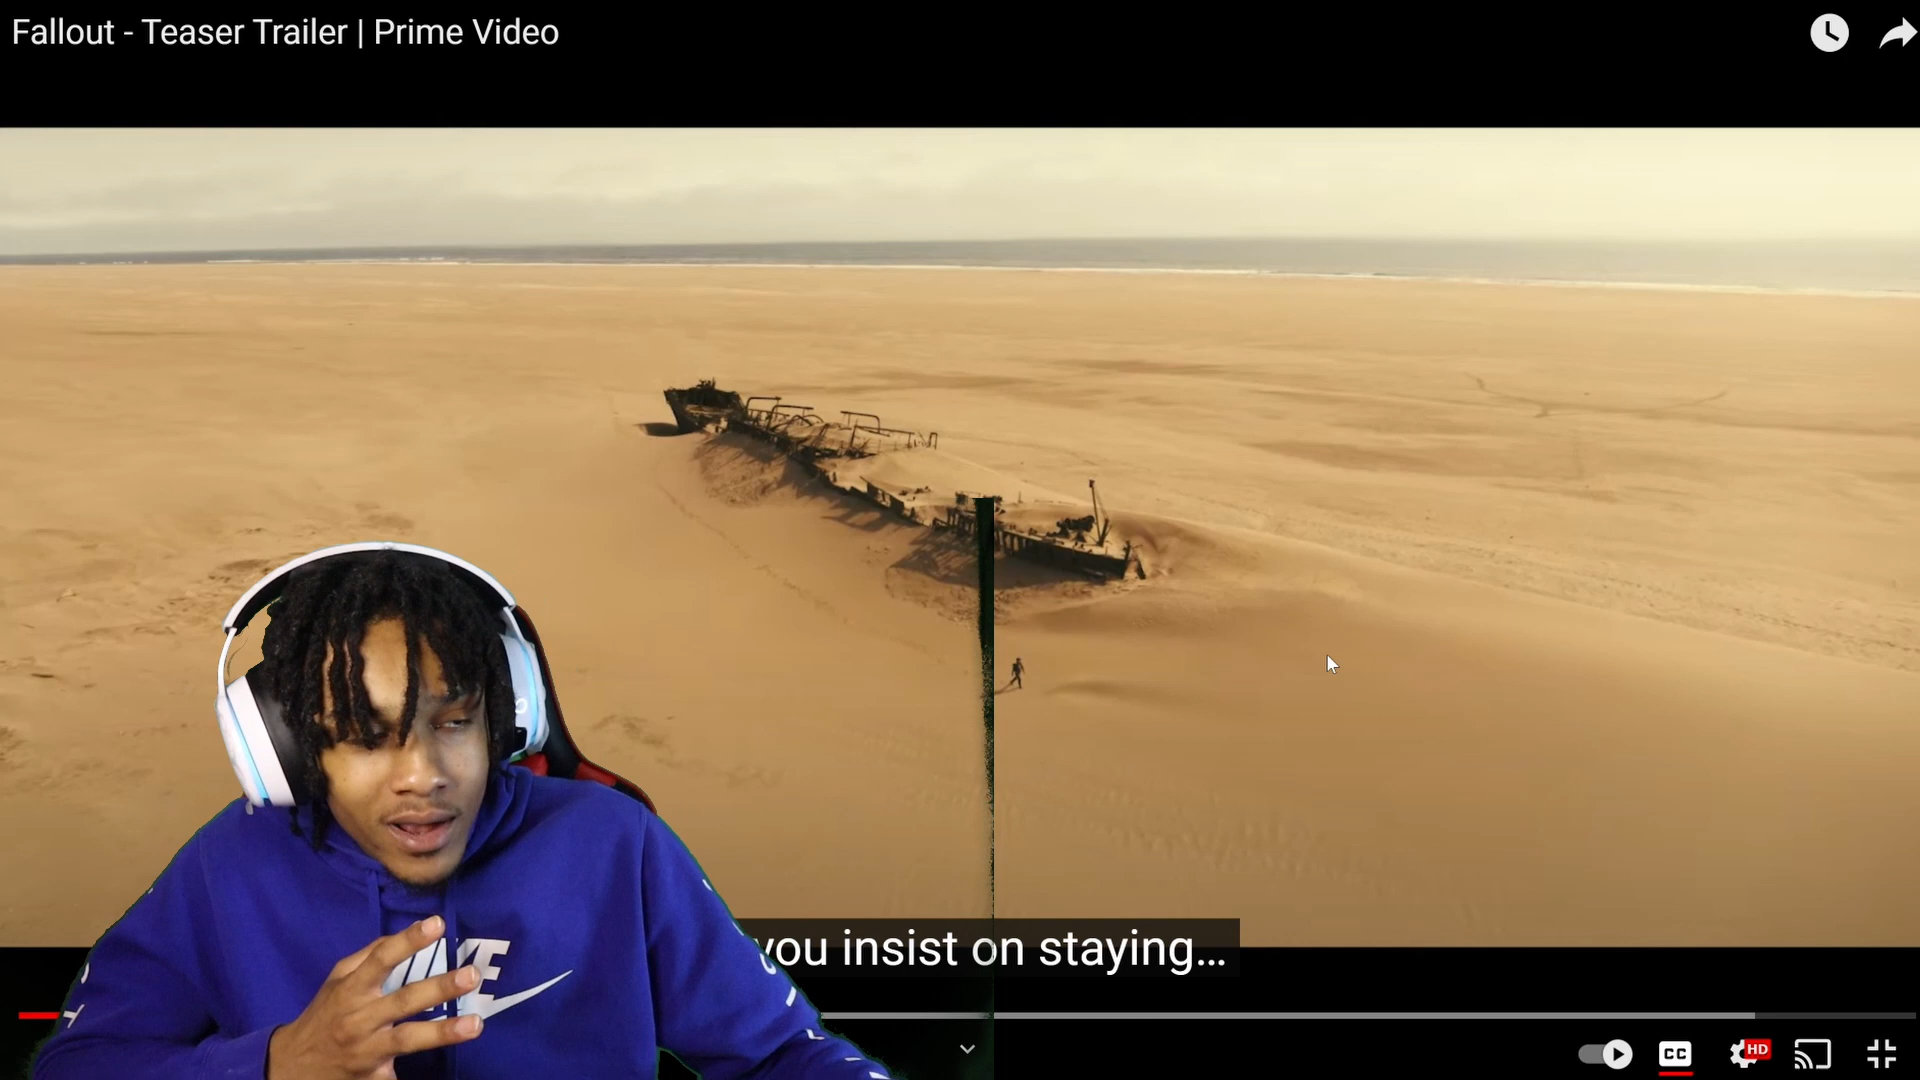 Fallout - Teaser Trailer | Prime Video
you insist on staying...
CC
HD